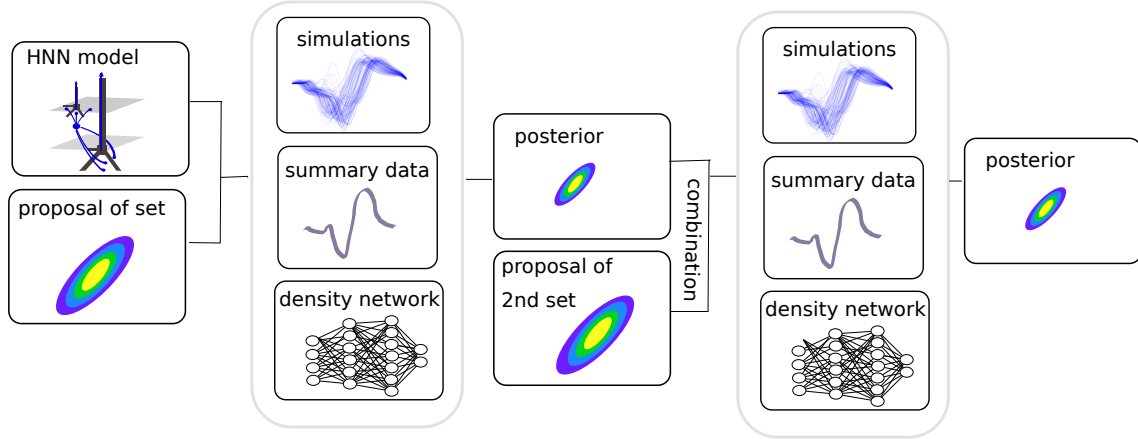 HNN model
proposal of set
simulations
summary data
density network
posterior
proposal of
2nd set
combination
simulations
summary data
density network
posterior